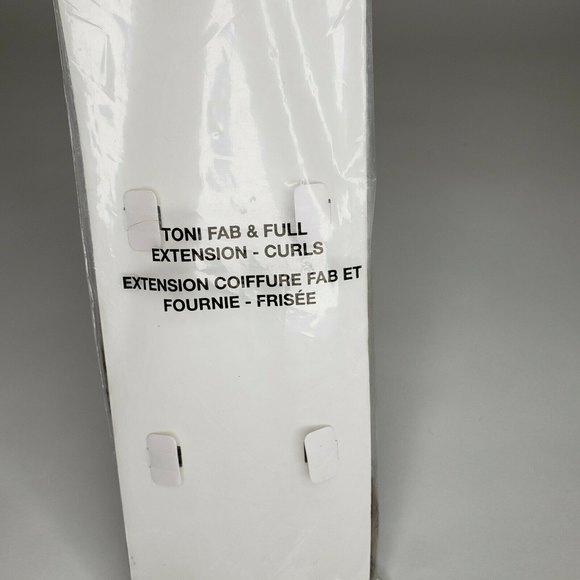 TONI FAB & FULL
EXTENSION - CURLS
EXTENSION COIFFURE FAB ET
FOURNIE - FRISÉE